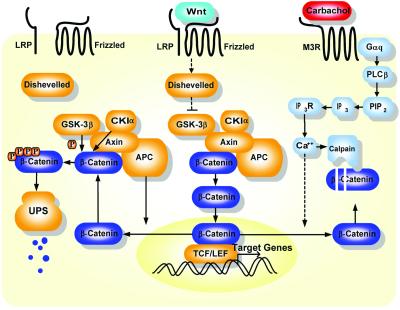 Wnt
Carbachol
LRP
Frizzled
LRP
Frizzled
M3R
Gαq
PLCβ
PIP2
IP3
IP3R
Dishevelled
Dishevelled
GSK-3β
CKIα
Axin
APC
GSK-3β
CKIα
Axin
APC
Ca++
Calpain
P P P P
P
β-Catenin
β-Catenin
β-Catenin
β-Catenin
β-Catenin
UPS
β-Catenin
β-Catenin
β-Catenin
Target Genes
TCF/LEF